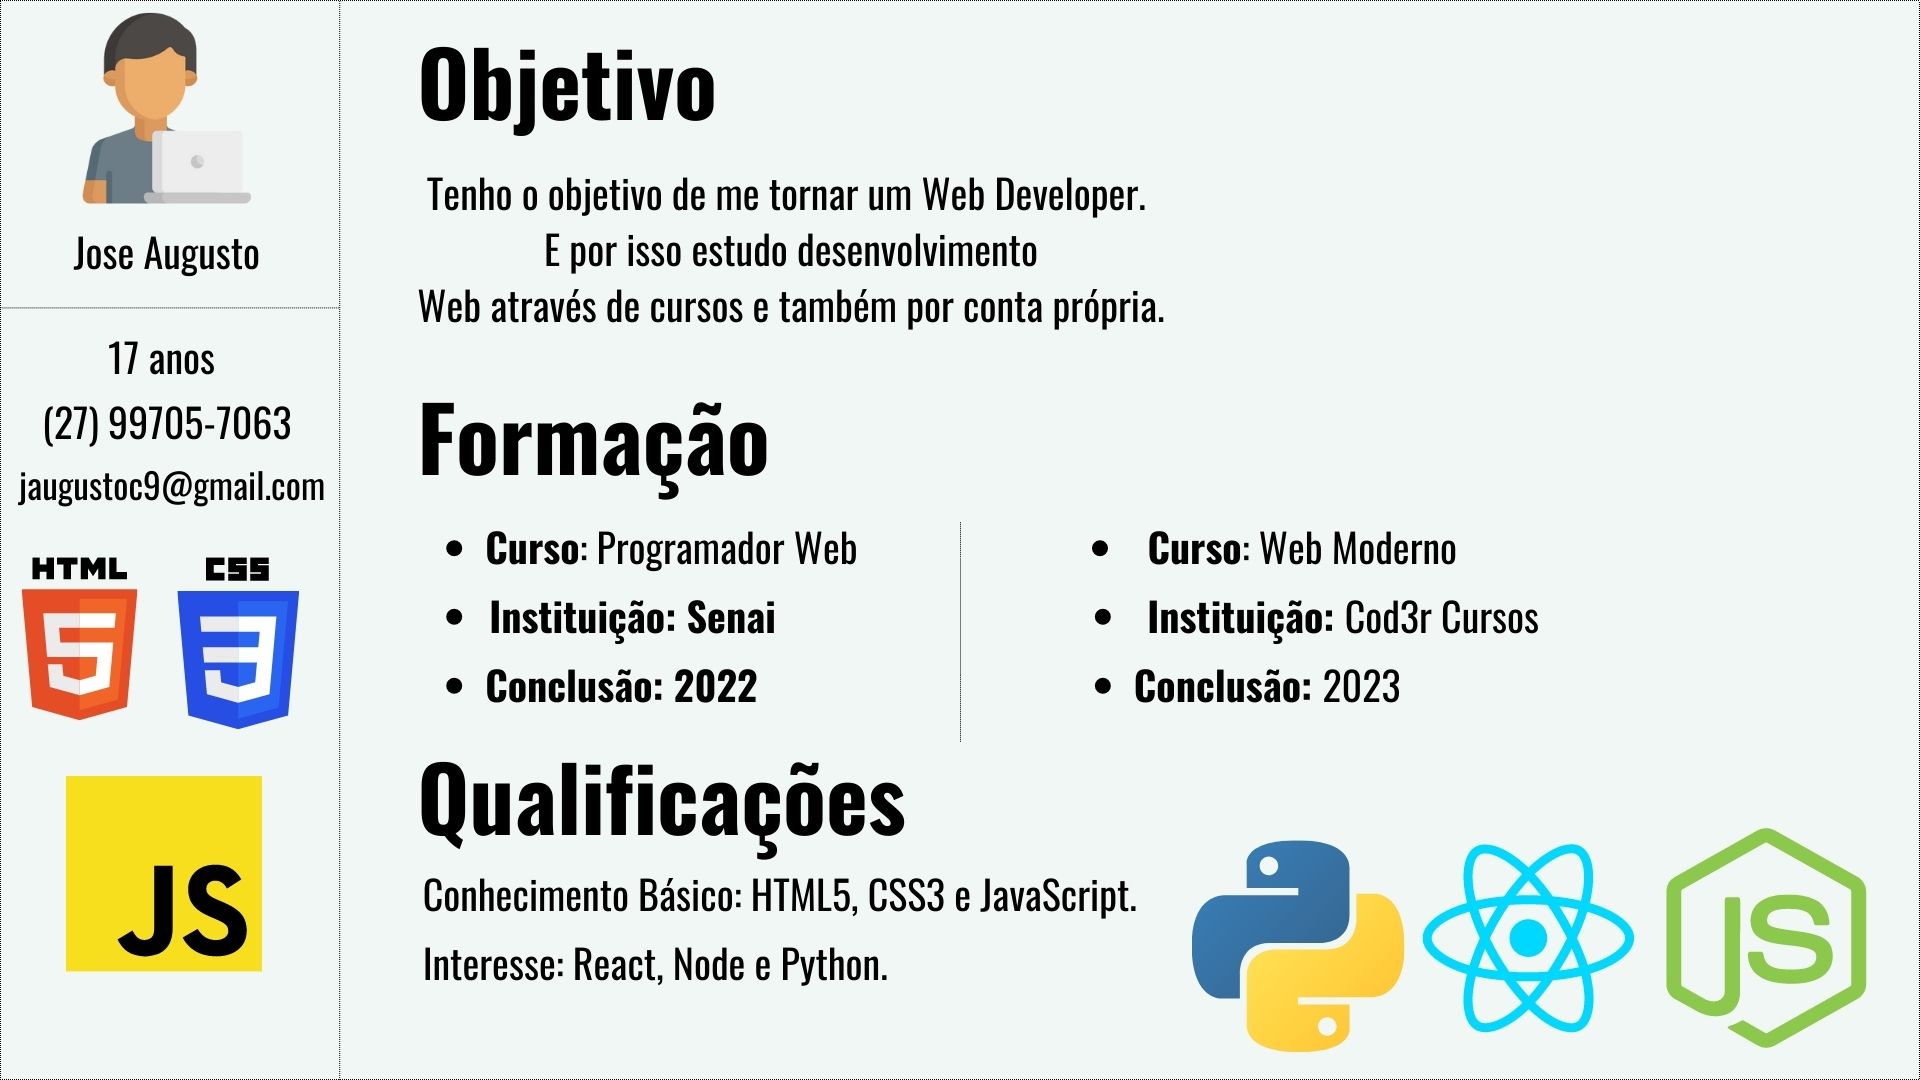 Jose Augusto
17 anos
(27) 99705-7063
jaugustoc9@gmail.com
HTML
5
CSS
3
JS
Objetivo
Tenho o objetivo de me tornar um Web Developer.
E por isso estudo desenvolvimento
Web através de cursos e também por conta própria.
Formação
• Curso: Programador Web
• Instituição: Senai
• Conclusão: 2022
• Curso: Web Moderno
• Instituição: Cod3r Cursos
• Conclusão: 2023
Qualificações
Conhecimento Básico: HTML5, CSS3 e JavaScript.
Interesse: React, Node e Python.
JS